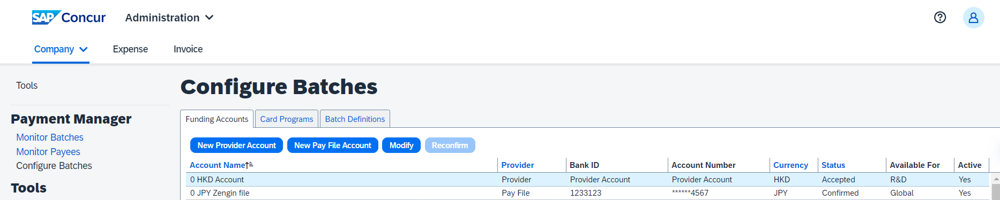 SAP Concur Administration
Company Expense Invoice
Tools
Payment Manager
Monitor Batches
Monitor Payees
Configure Batches
Tools
Configure Batches
Funding Accounts Card Programs Batch Definitions
New Provider Account New Pay File Account Modify Reconfirm
Account Name Provider Bank ID Account Number Currency Status Available For Active
0 HKD Account Provider Provider Account Provider Account HKD Accepted R&D Yes
0 JPY Zengin file Pay File 1233123 ******4567 JPY Confirmed Global Yes